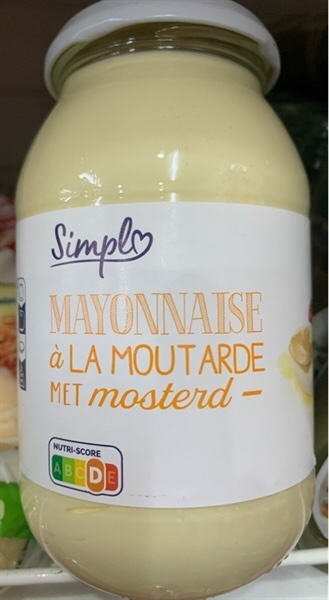 Simpl
MAYONNAISE
à LA MOUTARDE
MET mosterd -
NUTRI-SCORE
A B C D E